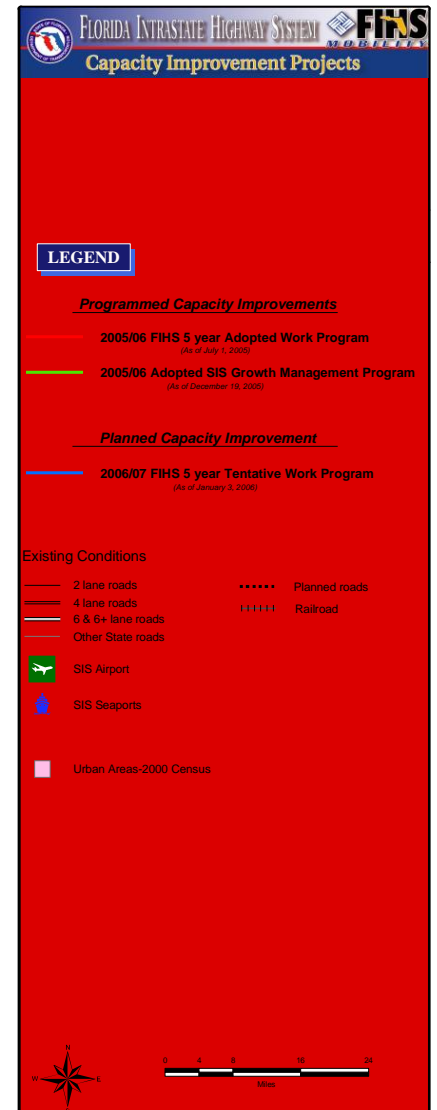 FLORIDA INTRASTATE HIGHWAY SYSTEM FIHS
MOBILITY
Capacity Improvement Projects
LEGEND
Programmed Capacity Improvements
2005/06 FIHS 5 year Adopted Work Program
(As of July 1, 2005)
2005/06 Adopted SIS Growth Management Program
(As of December 19, 2005)
Planned Capacity Improvement
2006/07 FIHS 5 year Tentative Work Program
(As of January 3, 2006)
Existing Conditions
2 lane roads Planned roads
4 lane roads Railroad
6 & 6+ lane roads
Other State roads
SIS Airport
SIS Seaports
Urban Areas-2000 Census
N
W E
0 4 8 16 24
Miles